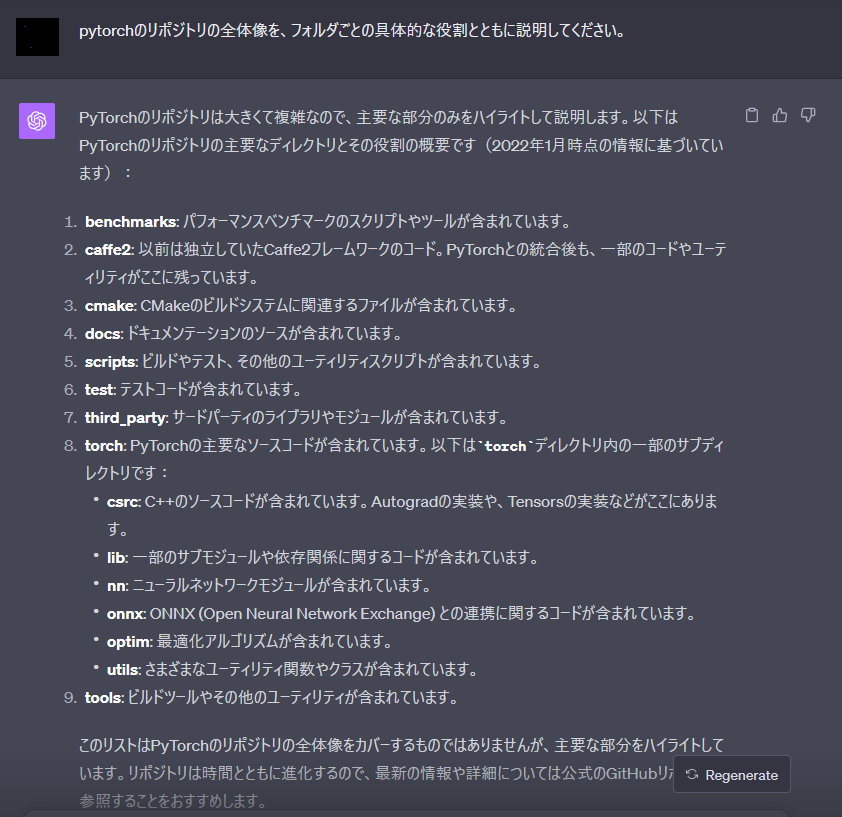 pytorchのリポジトリの全体像を、フォルダごとの具体的な役割とともに説明してください。
PyTorchのリポジトリは大きくて複雑なので、主要な部分のみをハイライトして説明します。以下は
PyTorchのリポジトリの主要なディレクトリとその役割の概要です（2022年1月時点の情報に基づいてい
ます）：
1. benchmarks: パフォーマンスベンチマークのスクリプトやツールが含まれています。
2. caffe2: 以前は独立していたCaffe2フレームワークのコード。PyTorchとの統合後も、一部のコードやユーテ
ィリティがここに残っています。
3. cmake: CMakeのビルドシステムに関連するファイルが含まれています。
4. docs: ドキュメンテーションのソースが含まれています。
5. scripts: ビルドやテスト、その他のユーティリティスクリプトが含まれています。
6. test: テストコードが含まれています。
7. third_party: サードパーティのライブラリやモジュールが含まれています。
8. torch: PyTorchの主要なソースコードが含まれています。以下は`torch`ディレクトリ内の一部のサブディ
レクトリです：
• csrc: C++のソースコードが含まれています。Autogradの実装や、Tensorsの実装などがここにありま
す。
• lib: 一部のサブモジュールや依存関係に関するコードが含まれています。
• nn: ニューラルネットワークモジュールが含まれています。
• onnx: ONNX (Open Neural Network Exchange) との連携に関するコードが含まれています。
• optim: 最適化アルゴリズムが含まれています。
• utils: さまざまなユーティリティ関数やクラスが含まれています。
9. tools: ビルドツールやその他のユーティリティが含まれています。
このリストはPyTorchのリポジトリの全体像をカバーするものではありませんが、主要な部分をハイライトして
います。リポジトリは時間とともに進化するので、最新の情報や詳細については公式のGitHubリポ
Regenerate
参照することをおすすめします。